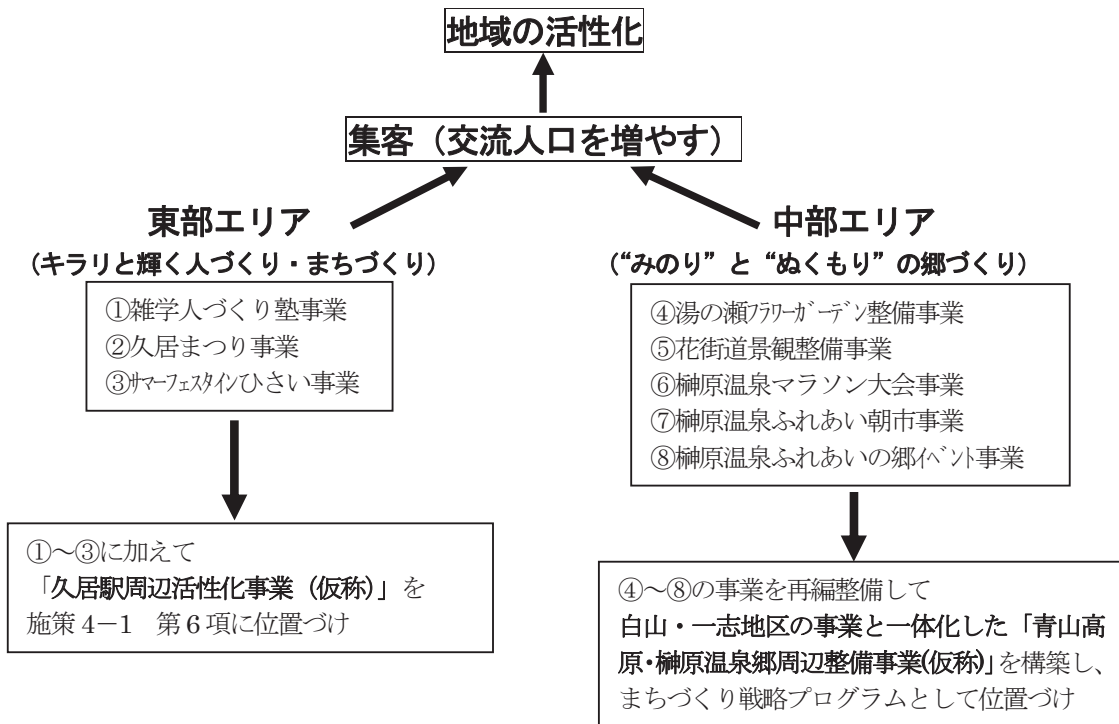 地域の活性化
集客（交流人口を増やす）
東部エリア
（キラリと輝く人づくり・まちづくり）
①雑学人づくり塾事業
②久居まつり事業
③ｻﾏｰﾌｪｽﾀインひさい事業
①～③に加えて
「久居駅周辺活性化事業（仮称）」を
施策4－1　第6項に位置づけ
中部エリア
（“みのり”と“ぬくもり”の郷づくり）
④湯の瀬ﾌﾗﾜｰｶﾞｰﾃﾞﾝ整備事業
⑤花街道景観整備事業
⑥榊原温泉マラソン大会事業
⑦榊原温泉ふれあい朝市事業
⑧榊原温泉ふれあいの郷ｲﾍﾞﾝﾄ事業
④～⑧の事業を再編整備して
白山・一志地区の事業と一体化した「青山高
原・榊原温泉郷周辺整備事業(仮称)」を構築し、
まちづくり戦略プログラムとして位置づけ